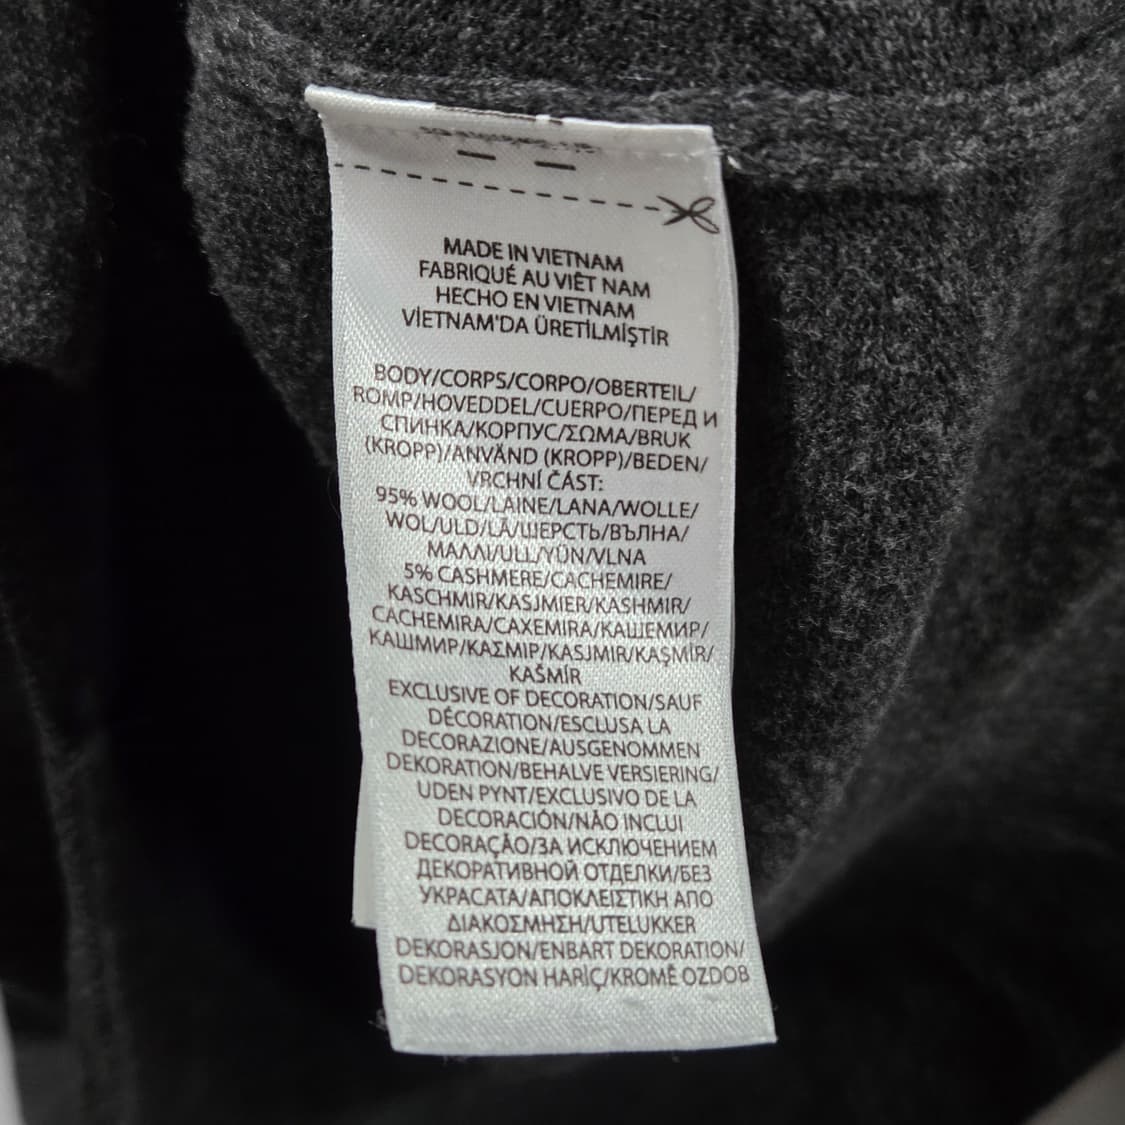 MADE IN VIETNAM
FABRIQUÉ AU VIÊT NAM
HECHO EN VIETNAM
VİETNAM'DA ÜRETİLMİŞTİR
BODY/CORPS/CORPO/OBERTEIL/
ROMP/HOVEDDEL/CUERPO/ПЕРЕД И
СПИНКА/КОРПУС/ΣΩΜΑ/BRUK
(KROPP)/ANVÄND (KROPP)/BEDEN/
VRCHNÍ ČÁST:
95% WOOL/LAINE/LANA/WOLLE/
WOL/ULD/LÃ/ШЕРСТЬ/ВЪЛНА/
ΜΑΛΛΙ/ULL/YÜN/VLNA
5% CASHMERE/CACHEMIRE/
KASCHMIR/KASJMIER/KASHMIR/
CACHEMIRA/CAXEMIRA/КАШЕМИР/
КАШМИР/ΚΑΣΜΙΡ/KASJMIR/KAŞMİR/
KAŠMÍR
EXCLUSIVE OF DECORATION/SAUF
DÉCORATION/ESCLUSA LA
DECORAZIONE/AUSGENOMMEN
DEKORATION/BEHALVE VERSIERING/
UDEN PYNT/EXCLUSIVO DE LA
DECORACIÓN/NÃO INCLUI
DECORAÇÃO/ЗА ИСКЛЮЧЕНИЕМ
ДЕКОРАТИВНОЙ ОТДЕЛКИ/БЕЗ
УКРАСАТА/ΑΠΟΚΛΕΙΣΤΙΚΗ ΑΠΟ
ΔΙΑΚΟΣΜΗΣΗ/UTELUKKER
DEKORASJON/ENBART DEKORATION/
DEKORASYON HARİÇ/KROMĚ OZDOB